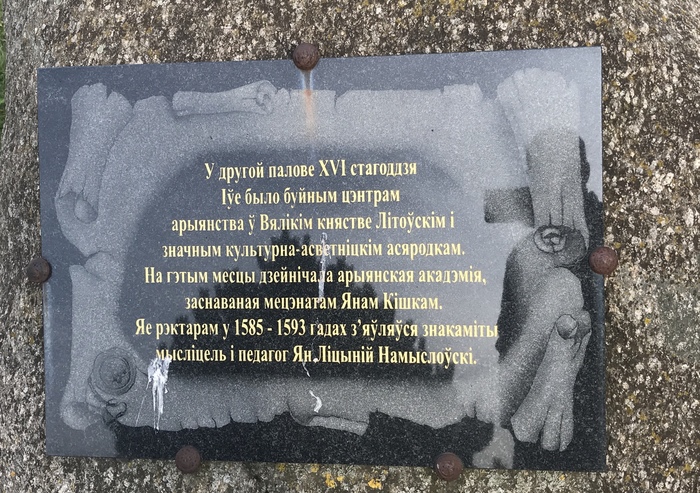 У другой палове XVI стагоддзя
Іўе было буйным цэнтрам
арыянства ў Вялікім княстве Літоўскім і
значным культурна-асветніцкім асяродкам.
На гэтым месцы дзейнічала арыянская акадэмія,
заснаваная мецэнатам Янам Кішкам.
Яе рэктарам у 1585 - 1593 гадах з’яўляўся знакаміты
мысліцель і педагог Ян Ліцыній Намыслоўскі.